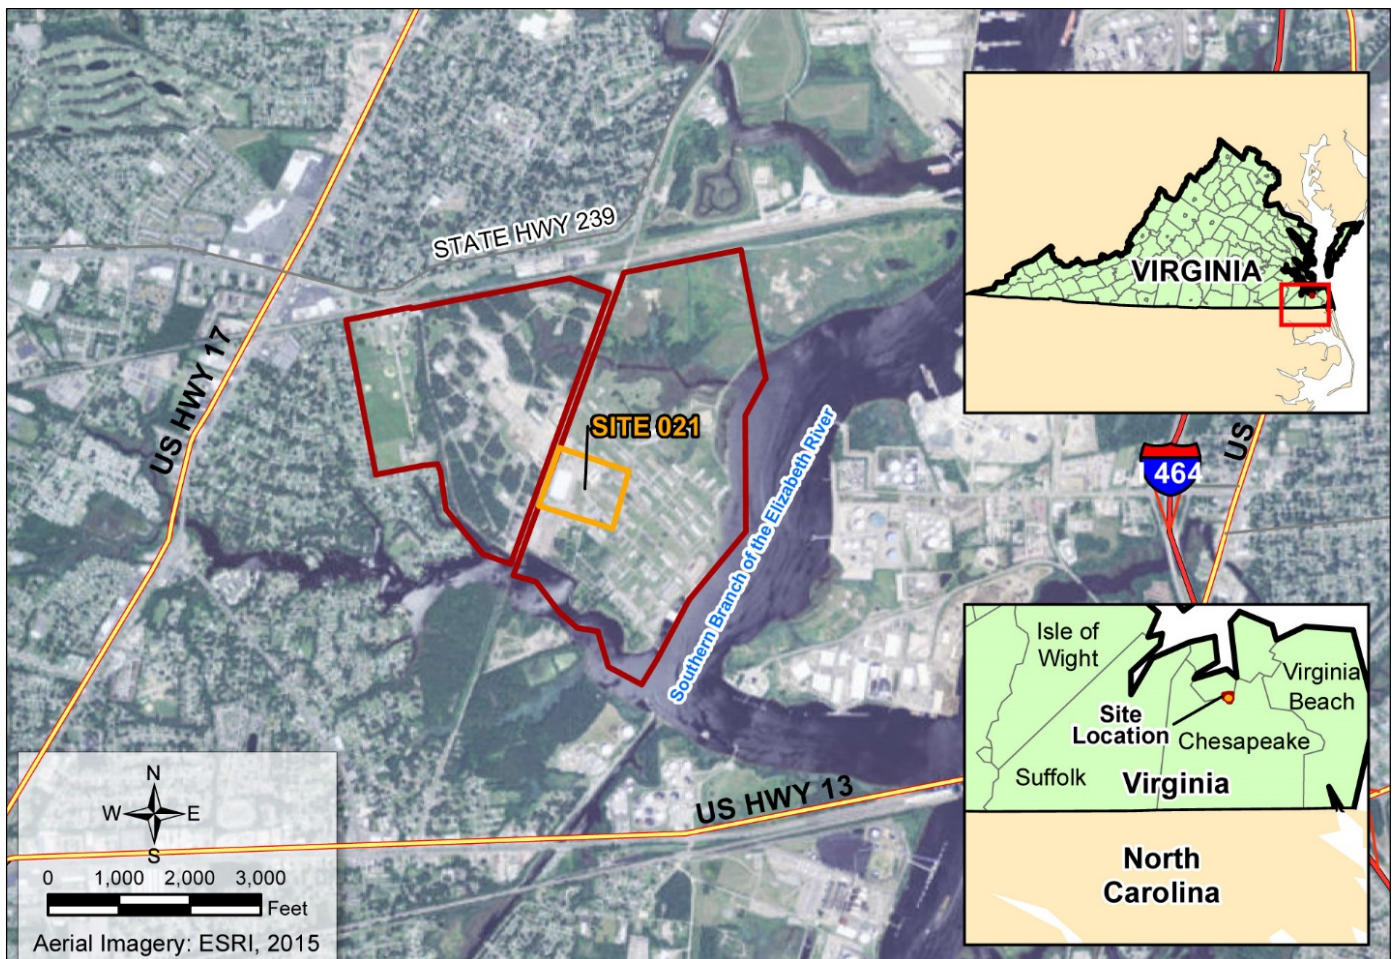 STATE HWY 239
US HWY 17
SITE 021
Southern Branch of the Elizabeth River
US HWY 13
464
US
VIRGINIA
Isle of
Wight
Virginia
Beach
Site
Location
Chesapeake
Suffolk
Virginia
North
Carolina
N
W
E
S
0 1,000 2,000 3,000
Feet
Aerial Imagery: ESRI, 2015